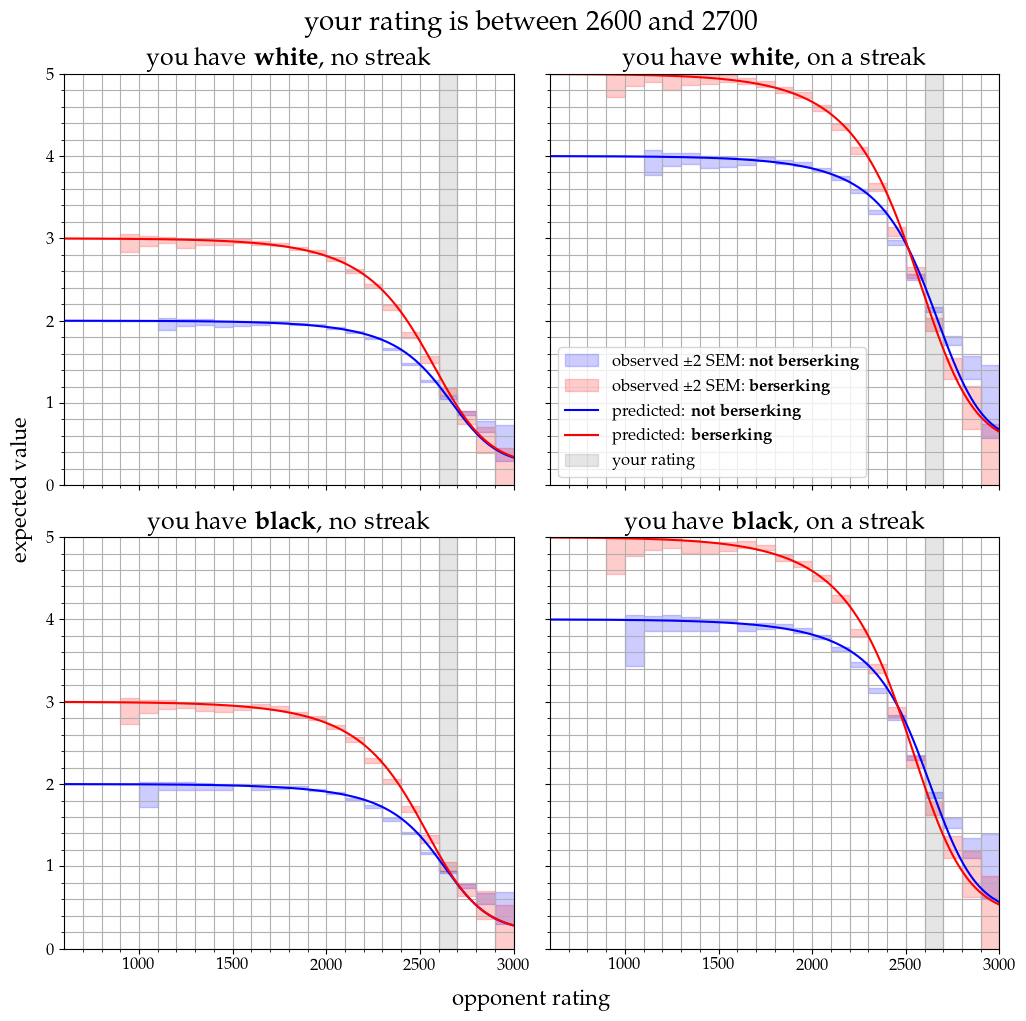 your rating is between 2600 and 2700
you have white, no streak
you have white, on a streak
5
4
3
2
1
0
observed ±2 SEM: not berserking
observed ±2 SEM: berserking
predicted: not berserking
predicted: berserking
your rating
expected value
you have black, no streak
you have black, on a streak
5
4
3
2
1
0
1000 1500 2000 2500 3000
1000 1500 2000 2500 3000
opponent rating